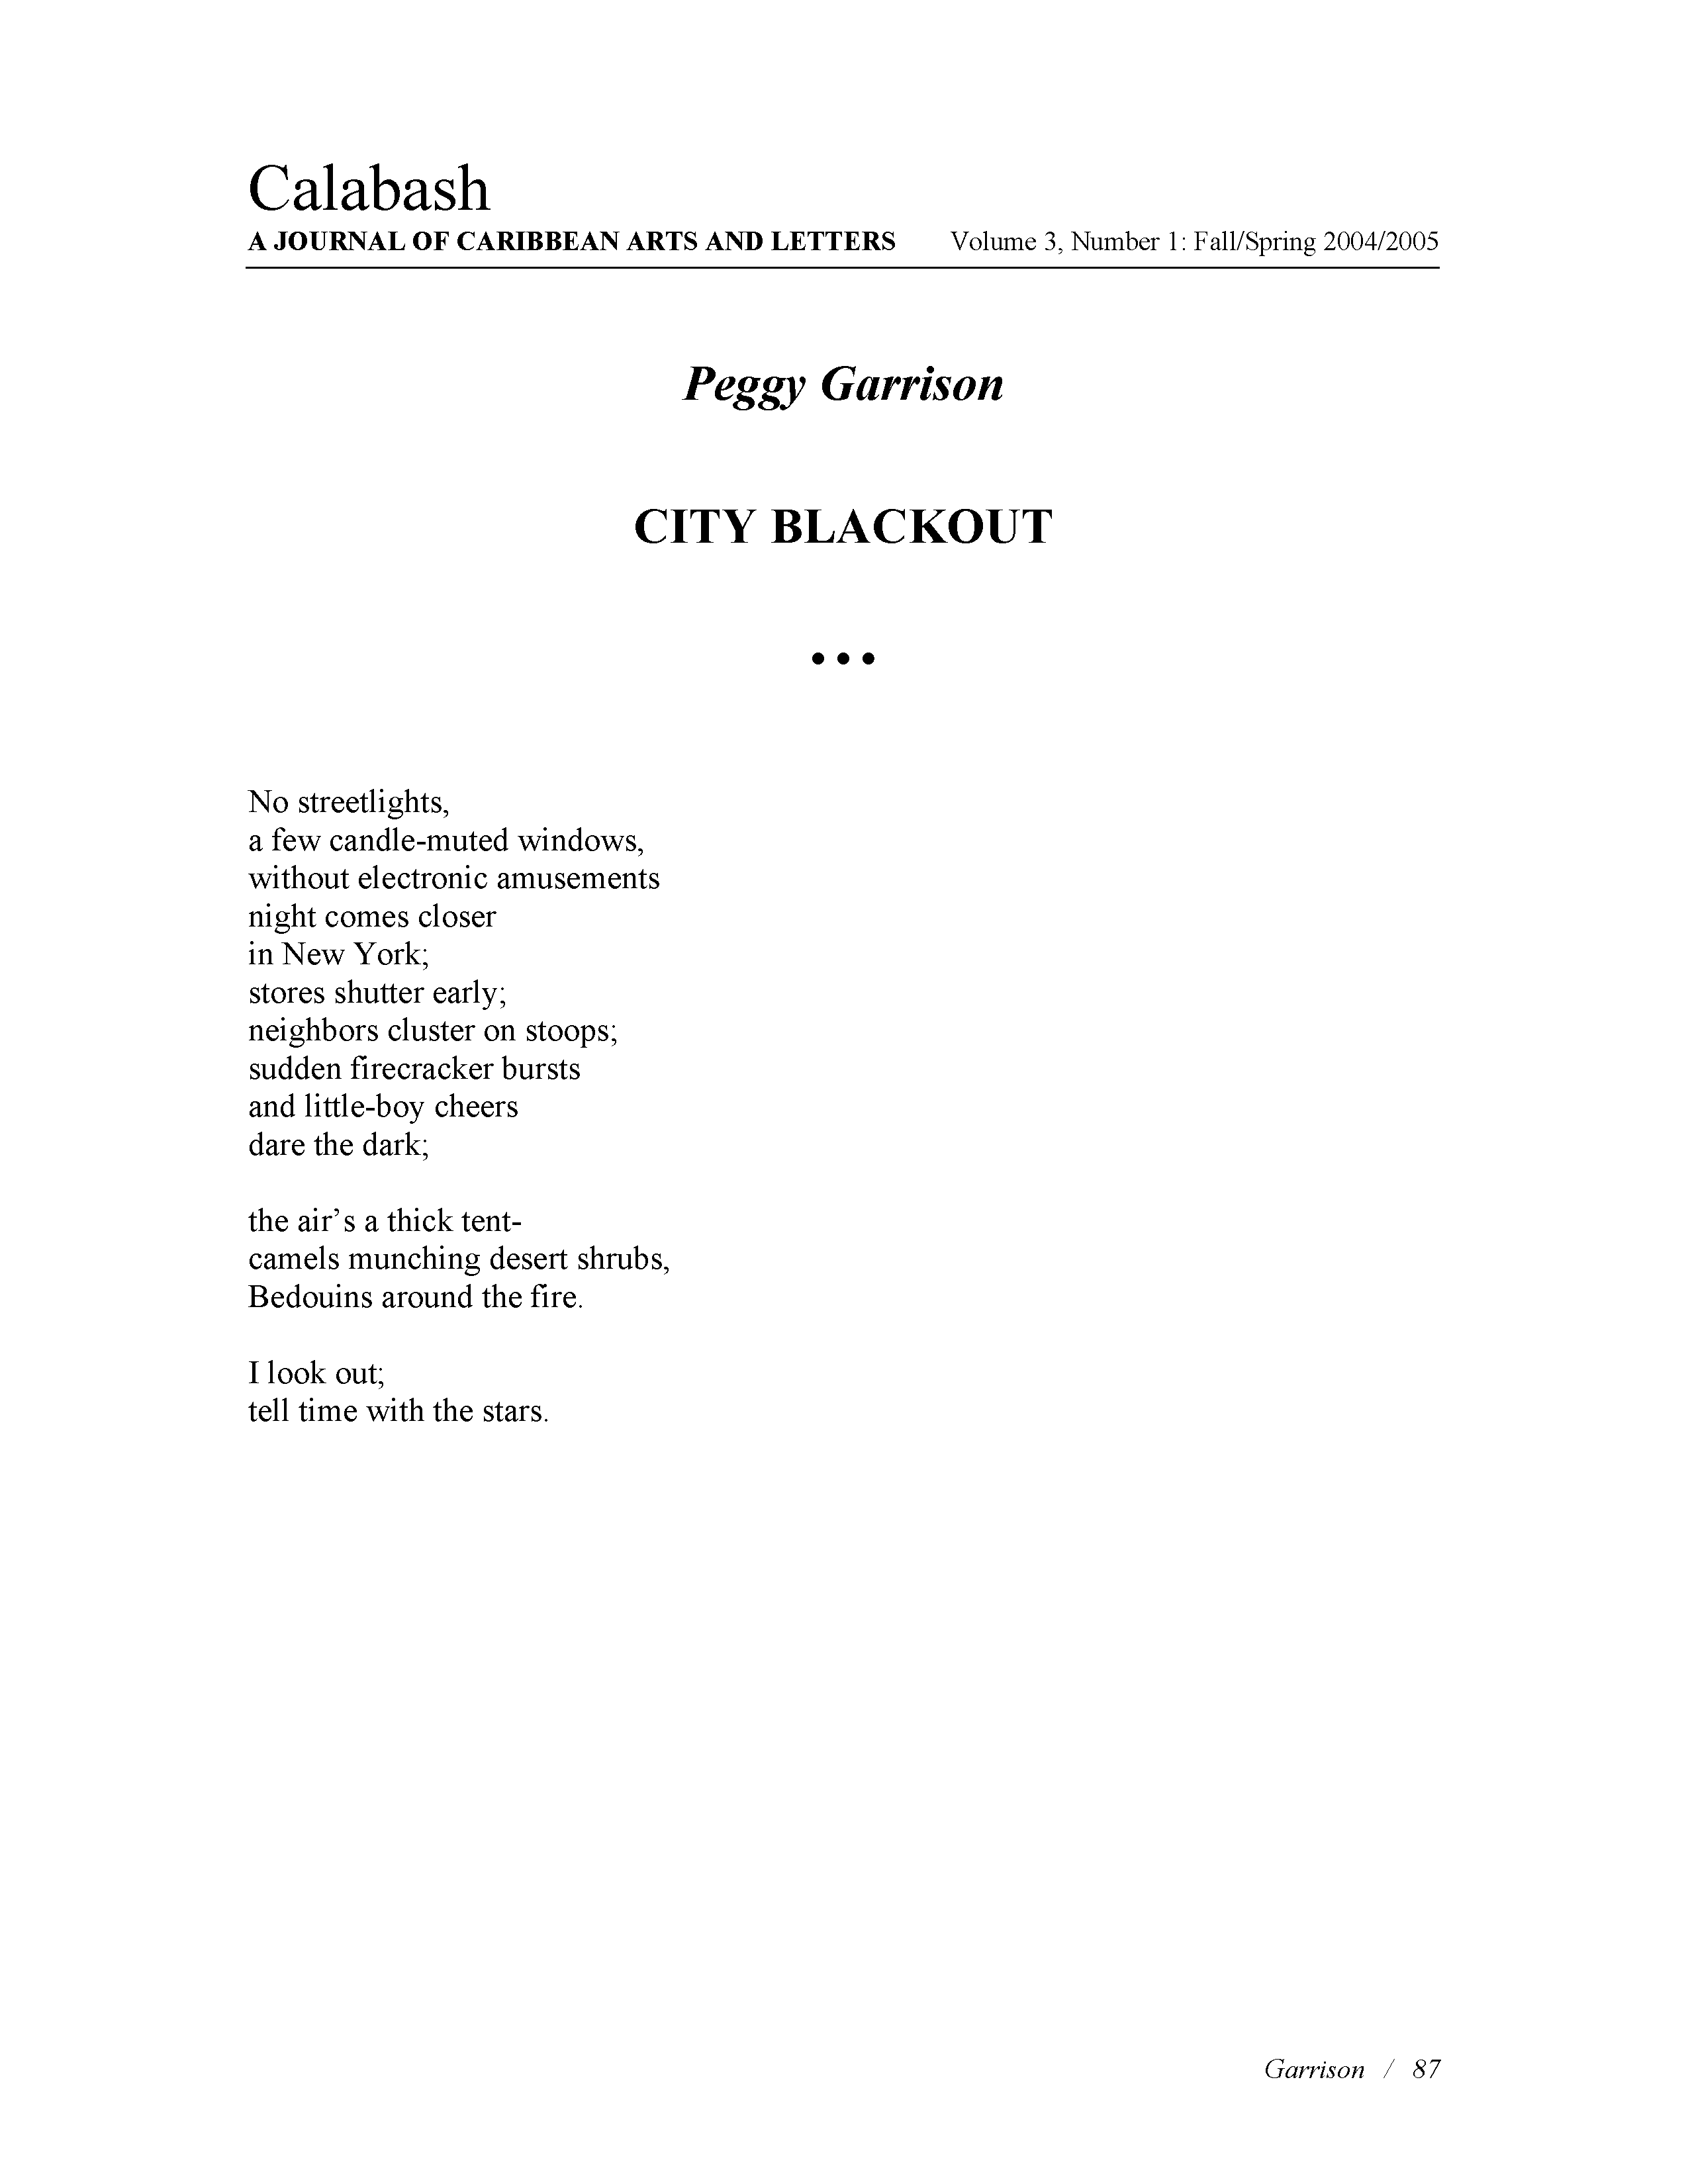 Calabash
A JOURNAL OF CARIBBEAN ARTS AND LETTERS Volume 3, Number 1: Fall/Spring 2004/2005
Peggy Garrison
CITY BLACKOUT
• • •
No streetlights,
a few candle-muted windows,
without electronic amusements
night comes closer
in New York;
stores shutter early;
neighbors cluster on stoops;
sudden firecracker bursts
and little-boy cheers
dare the dark;
the air’s a thick tent-
camels munching desert shrubs,
Bedouins around the fire.
I look out;
tell time with the stars.
Garrison / 87